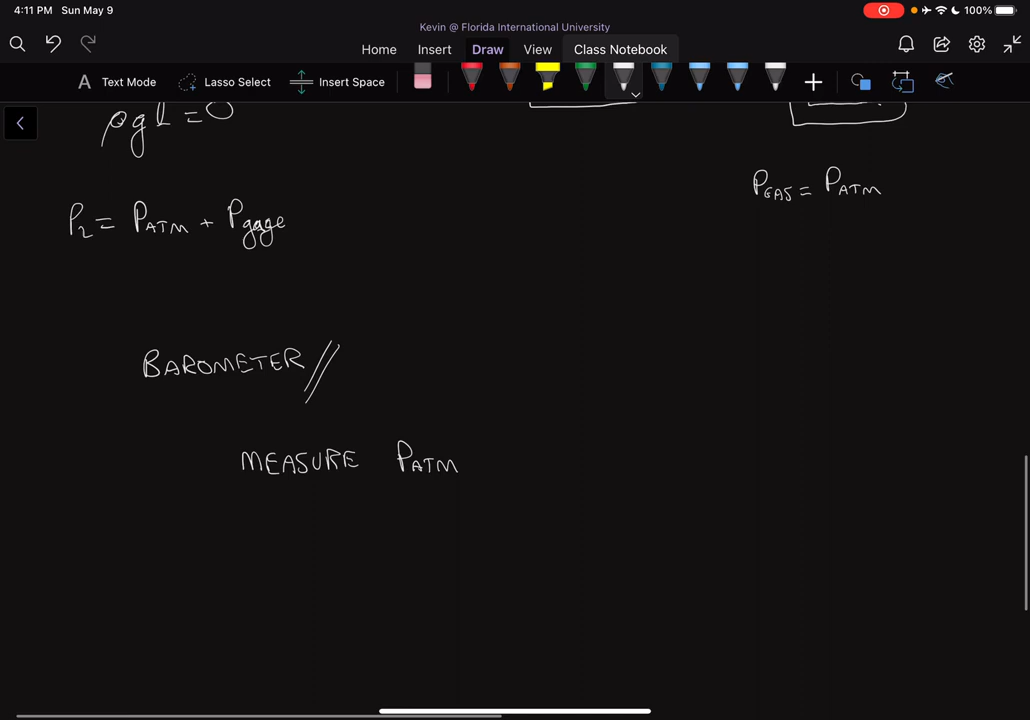 4:11 PM Sun May 9
100%
Kevin @ Florida International University
Home Insert Draw View Class Notebook
A Text Mode Lasso Select Insert Space
ρg1 = 0
PGAS = PATM
P2 = PATM + Pgage
BAROMETER //
MEASURE PATM